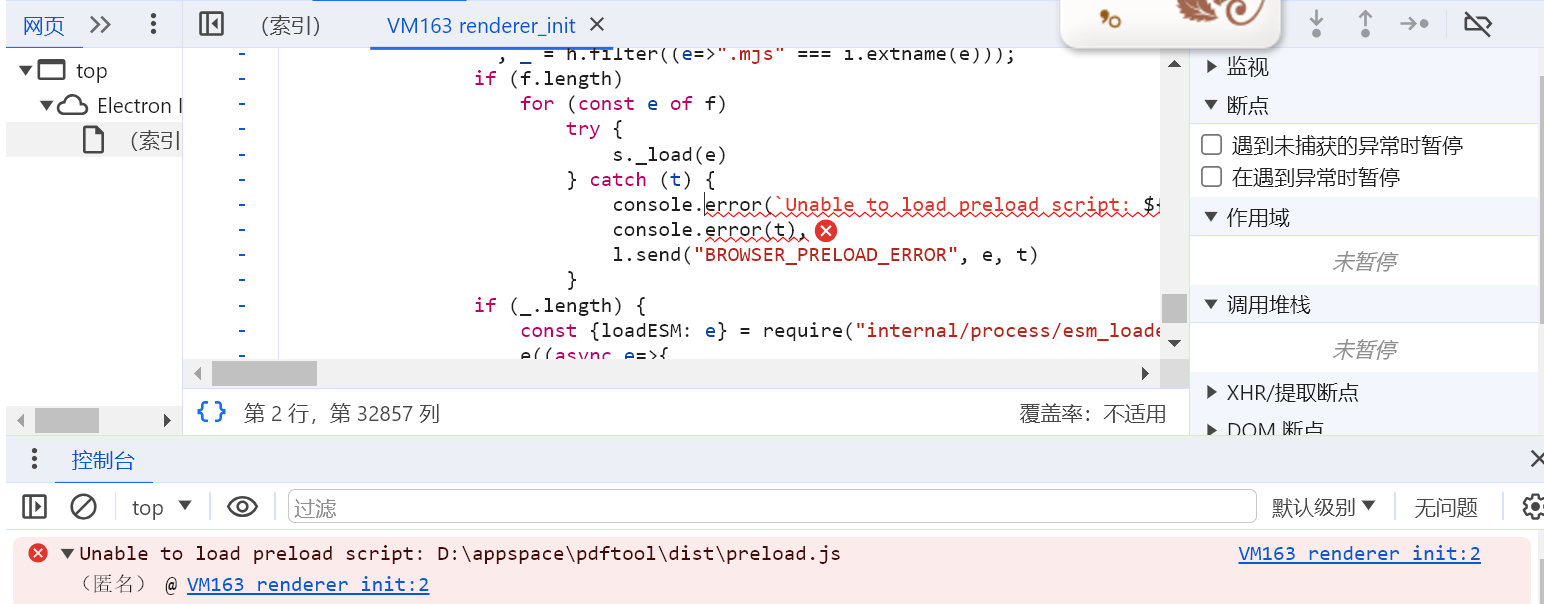 网页
(索引)
VM163 renderer_init
top
Electron
(索引
, _ = h.filter((e=>".mjs" === i.extname(e)));
if (f.length)
for (const e of f)
try {
s._load(e)
} catch (t) {
console.error(`Unable to load preload script: ${
console.error(t),
l.send("BROWSER_PRELOAD_ERROR", e, t)
}
if (_.length) {
const {loadESM: e} = require("internal/process/esm_loade
e((async e=>{
{} 第 2 行，第 32857 列
覆盖率：不适用
监视
断点
遇到未捕获的异常时暂停
在遇到异常时暂停
作用域
未暂停
调用堆栈
未暂停
XHR/提取断点
DOM 断点
控制台
top
过滤
默认级别
无问题
Unable to load preload script: D:\appspace\pdftool\dist\preload.js
VM163 renderer_init:2
（匿名） @ VM163 renderer_init:2